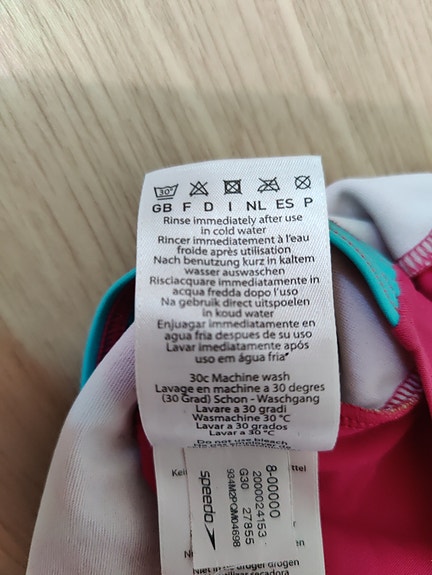 30°
GB F D I NL ES P
Rinse immediately after use
in cold water
Rincer immédiatement à l'eau
froide après utilisation
Nach benutzung kurz in kaltem
wasser auswaschen
Risciacquare immediatamente in
acqua fredda dopo l'uso
Na gebruik direct uitspoelen
in koud water
Enjuagar immediatamente en
agua fria despues de su uso
Lavar imediatamente após
uso em água fria
30c Machine wash
Lavage en machine a 30 degres
(30 Grad) Schon - Waschgang
Lavare a 30 gradi
Wasmachine 30 °C
Lavar a 30 grados
Lavar a 30 °C
Do not use bleach
8-00000
2000024153
G30 27855
934M2PQM04698
speedo